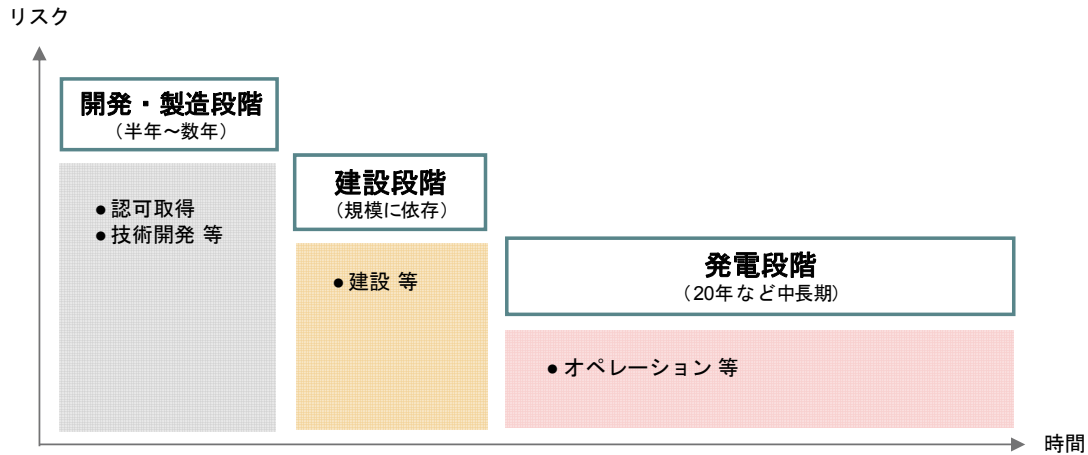 リスク
開発・製造段階
（半年～数年）
● 認可取得
● 技術開発 等
建設段階
（規模に依存）
● 建設 等
発電段階
（20年など中長期）
● オペレーション 等
時間